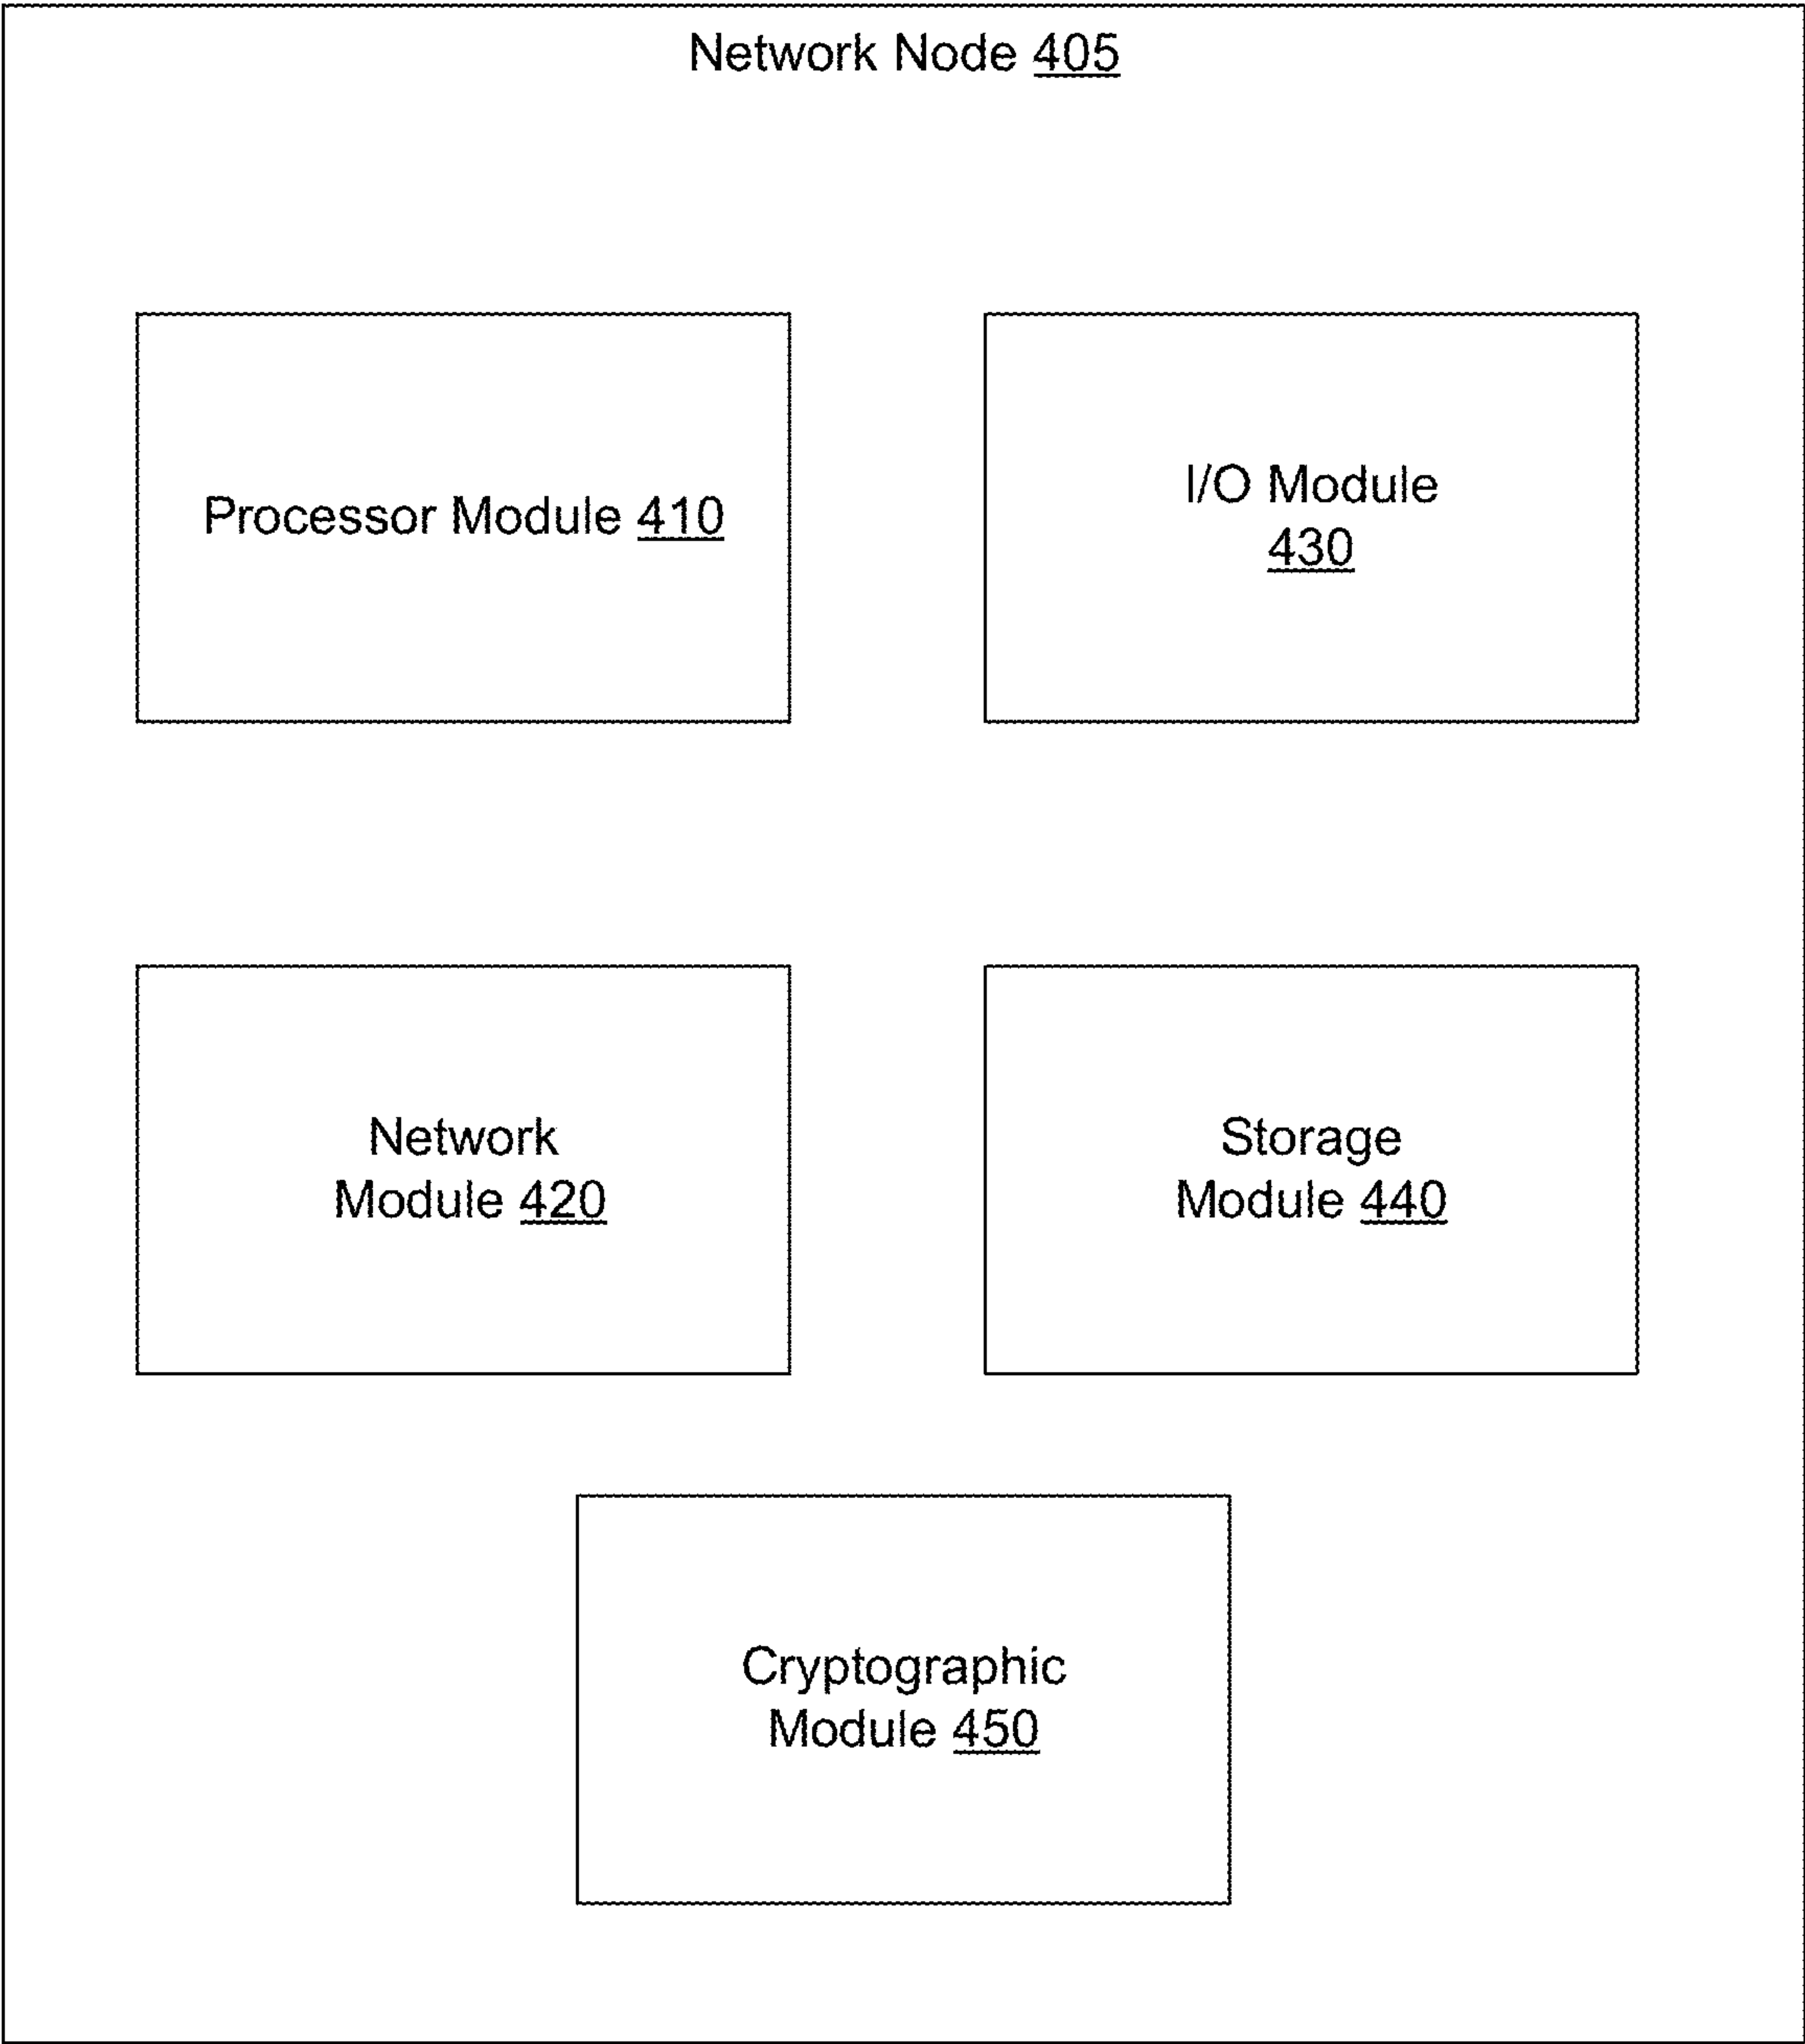 Network Node 405
Processor Module 410
I/O Module
430
Network
Module 420
Storage
Module 440
Cryptographic
Module 450